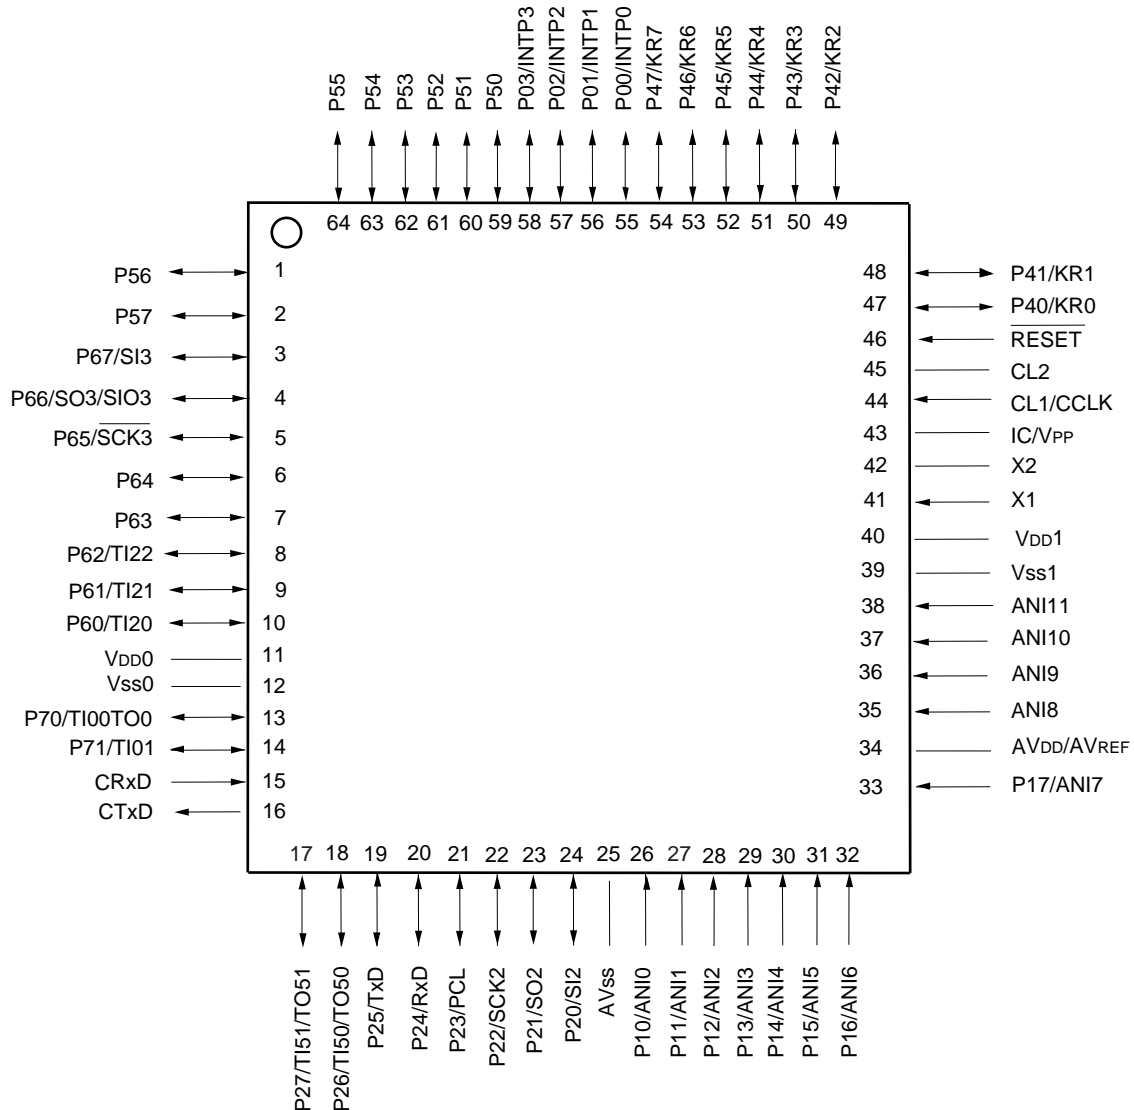 P55
P54
P53
P52
P51
P50
P03/INTP3
P02/INTP2
P01/INTP1
P00/INTP0
P47/KR7
P46/KR6
P45/KR5
P44/KR4
P43/KR3
P42/KR2
64 63 62 61 60 59 58 57 56 55 54 53 52 51 50 49
P56 1
P57 2
P67/SI3 3
P66/SO3/SIO3 4
P65/SCK3 5
P64 6
P63 7
P62/TI22 8
P61/TI21 9
P60/TI20 10
VDD0 11
Vss0 12
P70/TI00TO0 13
P71/TI01 14
CRxD 15
CTxD 16
48 P41/KR1
47 P40/KR0
46 RESET
45 CL2
44 CL1/CCLK
43 IC/VPP
42 X2
41 X1
40 VDD1
39 Vss1
38 ANI11
37 ANI10
36 ANI9
35 ANI8
34 AVDD/AVREF
33 P17/ANI7
17 18 19 20 21 22 23 24 25 26 27 28 29 30 31 32
P27/TI51/TO51
P26/TI50/TO50
P25/TxD
P24/RxD
P23/PCL
P22/SCK2
P21/SO2
P20/SI2
AVss
P10/ANI0
P11/ANI1
P12/ANI2
P13/ANI3
P14/ANI4
P15/ANI5
P16/ANI6